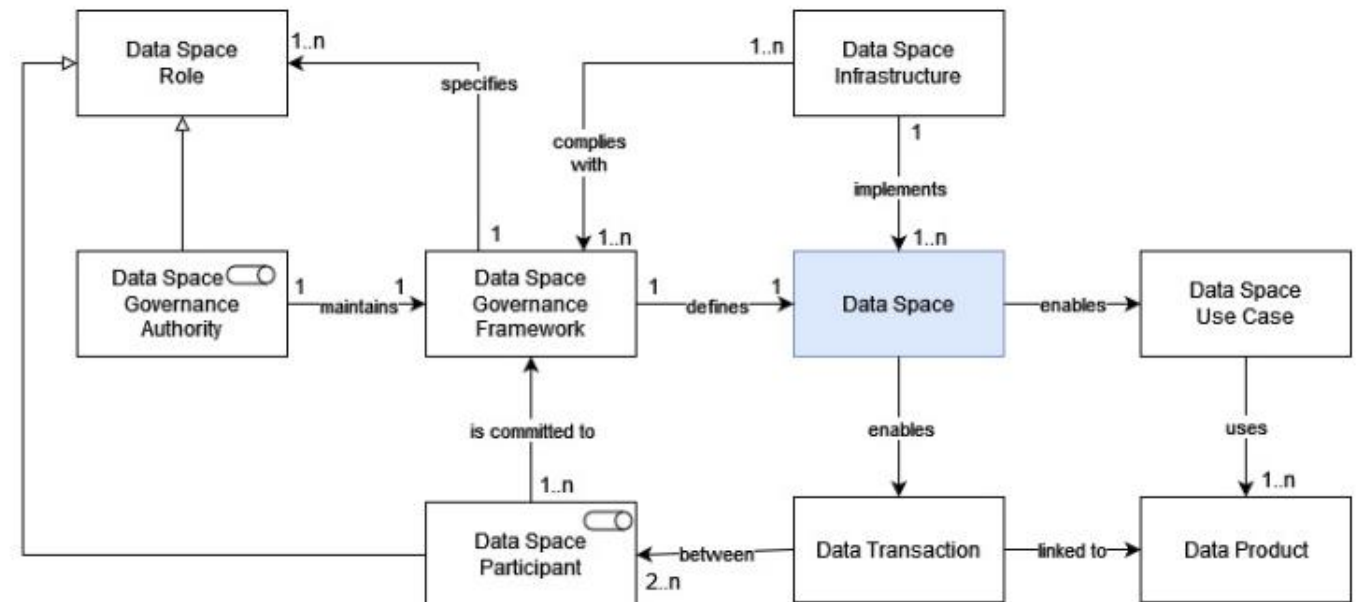 Data Space
Role
1..n
specifies
1..n
Data Space
Infrastructure
complies
with
1
implements
1
1..n
1..n
Data Space
Governance
Authority
1
maintains
1
Data Space
Governance
Framework
1
defines
1
Data Space
enables
Data Space
Use Case
is committed to
enables
uses
1..n
1..n
Data Space
Participant
between
2..n
Data Transaction
linked to
Data Product